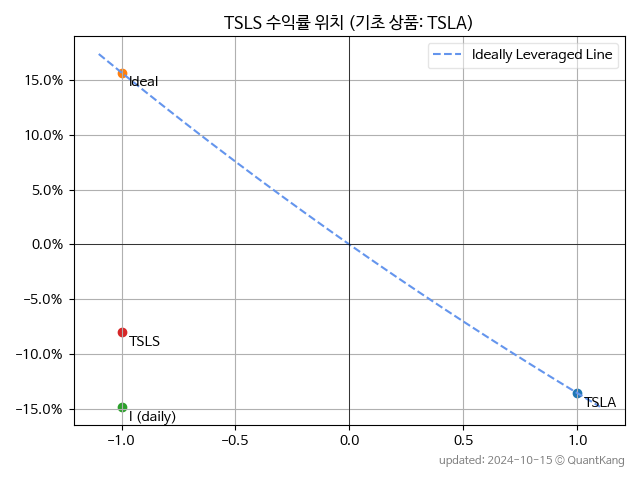 TSLS 수익률 위치 (기초 상품: TSLA)
Ideally Leveraged Line
15.0%
10.0%
5.0%
0.0%
−5.0%
−10.0%
−15.0%
Ideal
TSLS
I (daily)
TSLA
−1.0
−0.5
0.0
0.5
1.0
updated: 2024-10-15 © QuantKang